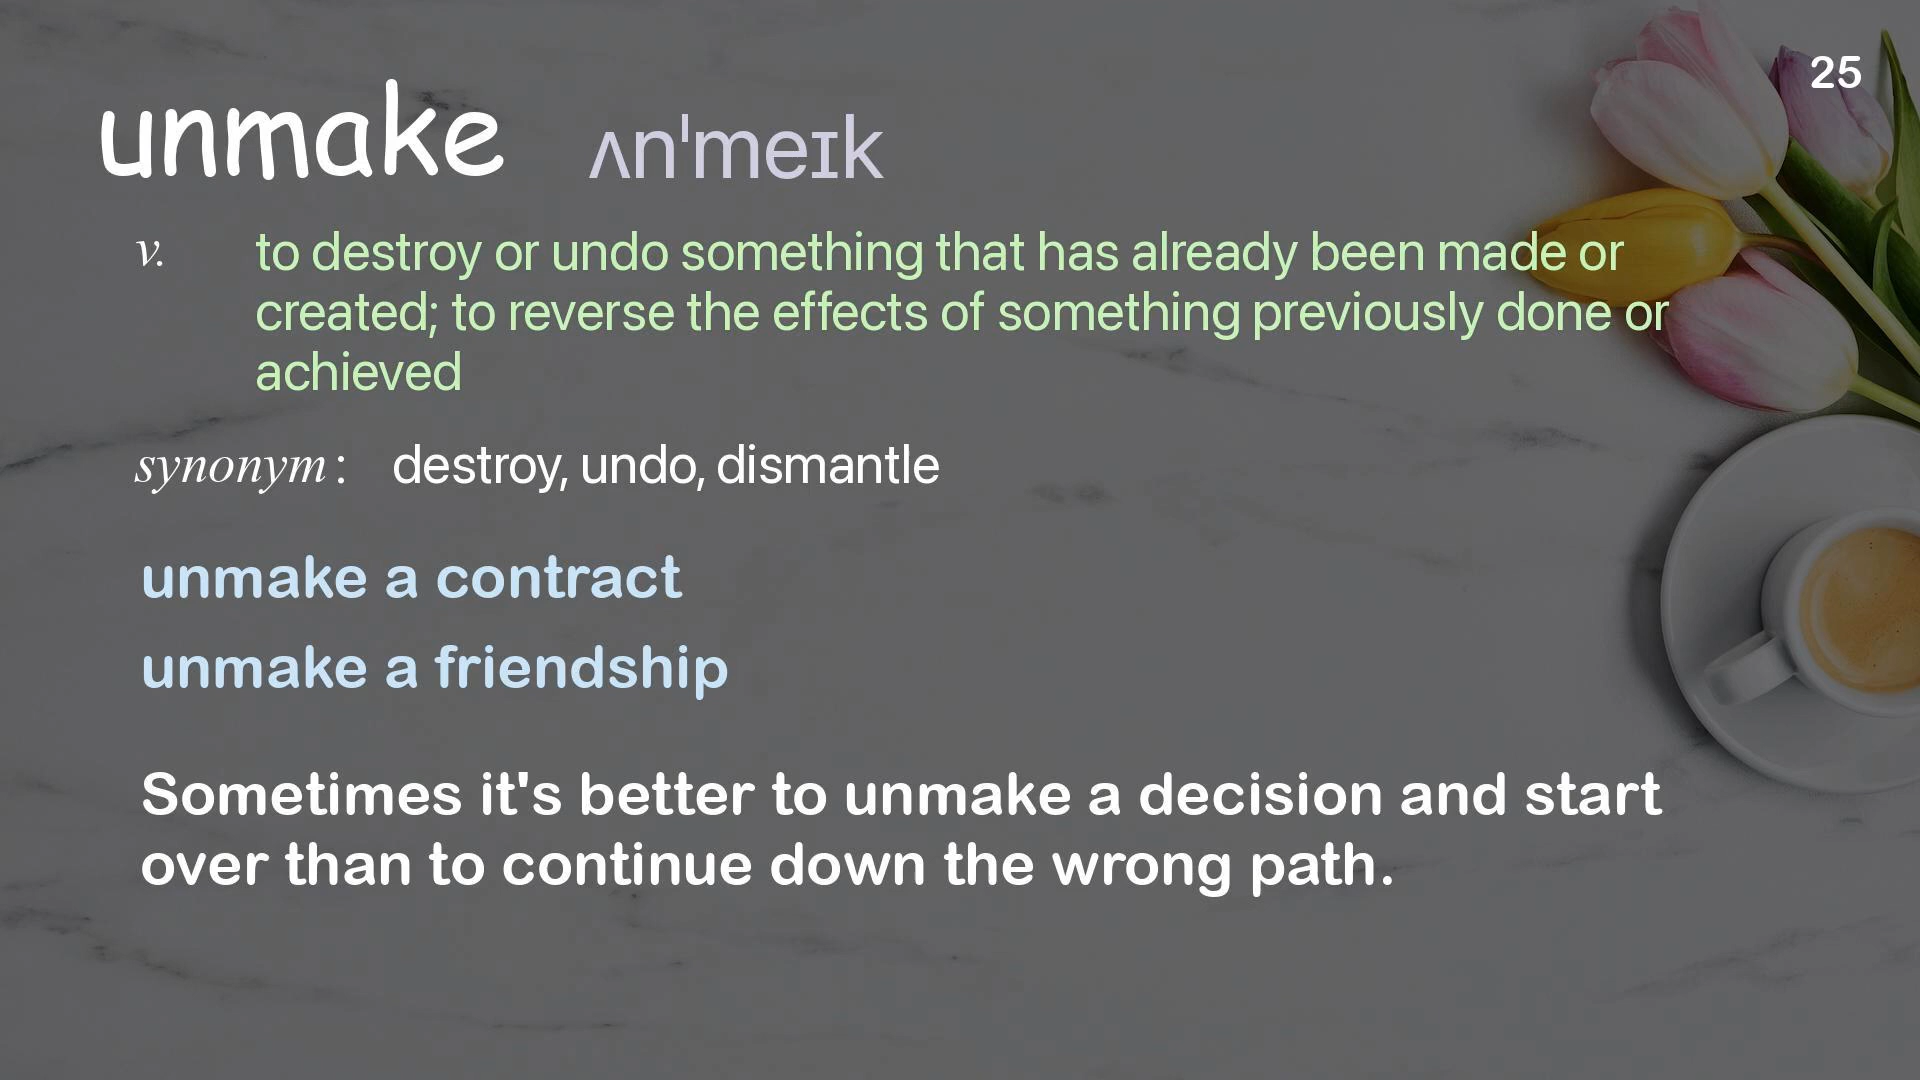 25
unmake ʌnˈmeɪk
v. to destroy or undo something that has already been made or
created; to reverse the effects of something previously done or
achieved
synonym: destroy, undo, dismantle
unmake a contract
unmake a friendship
Sometimes it's better to unmake a decision and start
over than to continue down the wrong path.